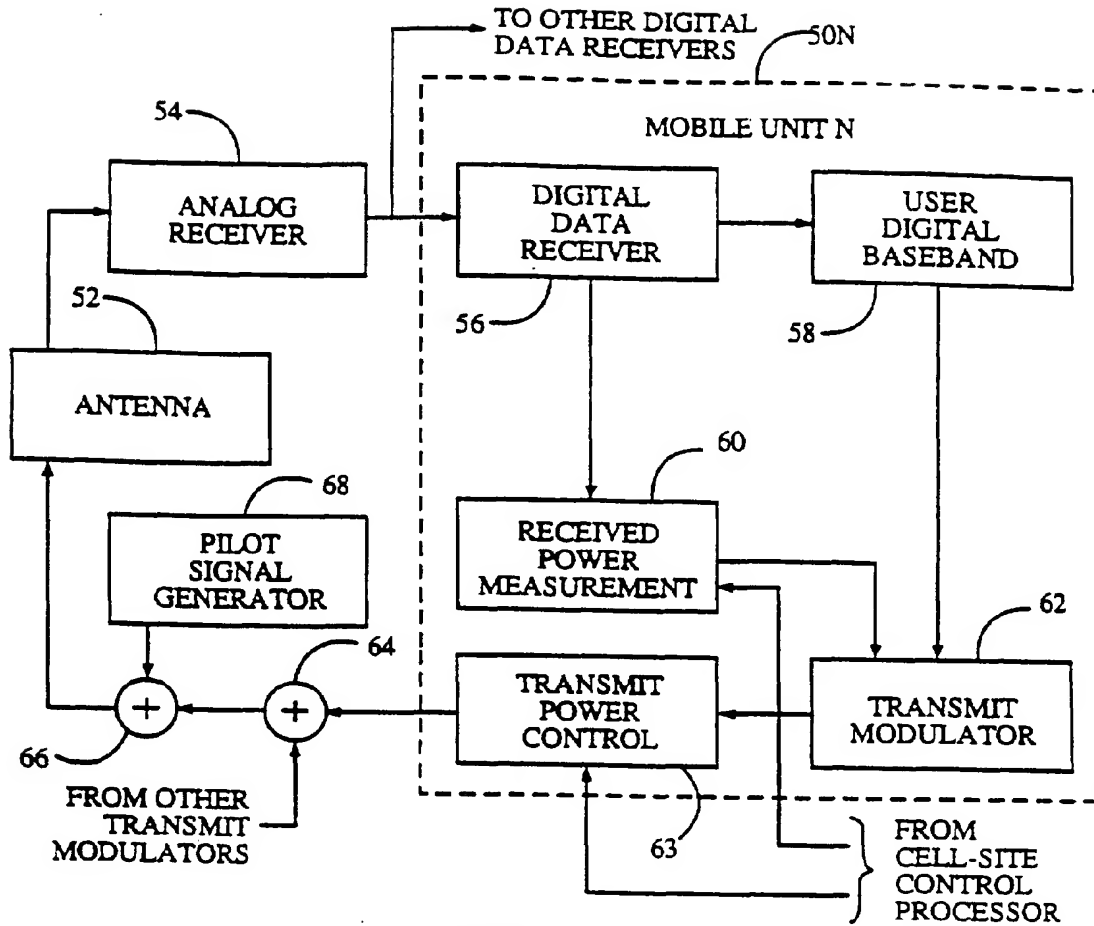 TO OTHER DIGITAL
DATA RECEIVERS
50N
54
MOBILE UNIT N
ANALOG
RECEIVER
DIGITAL
DATA
RECEIVER
USER
DIGITAL
BASEBAND
52
56
58
ANTENNA
60
68
PILOT
SIGNAL
GENERATOR
RECEIVED
POWER
MEASUREMENT
62
64
+
+
TRANSMIT
POWER
CONTROL
TRANSMIT
MODULATOR
66
FROM OTHER
TRANSMIT
MODULATORS
63
FROM
CELL-SITE
CONTROL
PROCESSOR